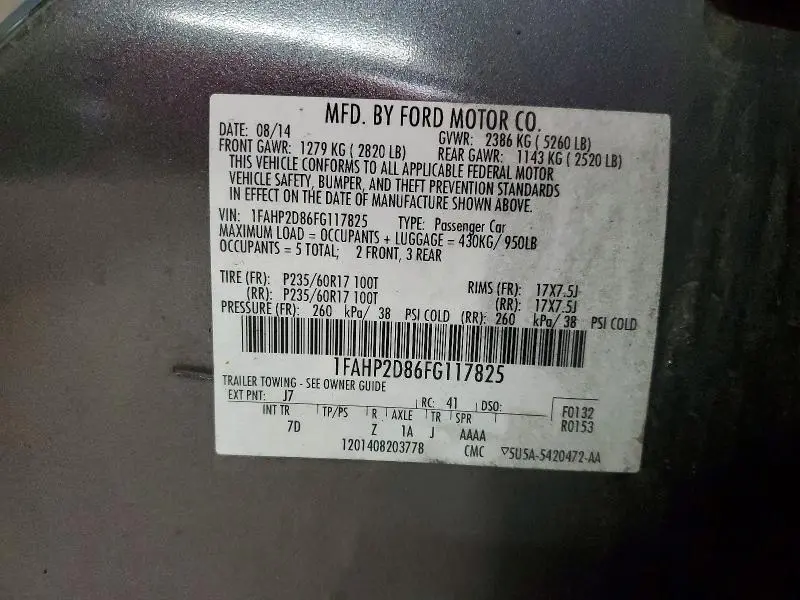 MFD. BY FORD MOTOR CO.
DATE: 08/14 GVWR: 2386 KG ( 5260 LB)
FRONT GAWR: 1279 KG ( 2820 LB) REAR GAWR: 1143 KG ( 2520 LB)
THIS VEHICLE CONFORMS TO ALL APPLICABLE FEDERAL MOTOR
VEHICLE SAFETY, BUMPER, AND THEFT PREVENTION STANDARDS
IN EFFECT ON THE DATE OF MANUFACTURE SHOWN ABOVE.
VIN: 1FAHP2D86FG117825 TYPE: Passenger Car
MAXIMUM LOAD = OCCUPANTS + LUGGAGE = 430KG/ 950LB
OCCUPANTS = 5 TOTAL; 2 FRONT, 3 REAR
TIRE (FR): P235/60R17 100T RIMS (FR): 17X7.5J
(RR): P235/60R17 100T (RR): 17X7.5J
PRESSURE (FR): 260 kPa/ 38 PSI COLD (RR): 260 kPa/ 38 PSI COLD
1FAHP2D86FG117825
TRAILER TOWING - SEE OWNER GUIDE
EXT PNT: J7 RC: 41 DSO: F0132
INT TR TP/PS R AXLE TR SPR R0153
7D Z 1A J AAAA
1201408203778 CMC ▽5U5A-5420472-AA